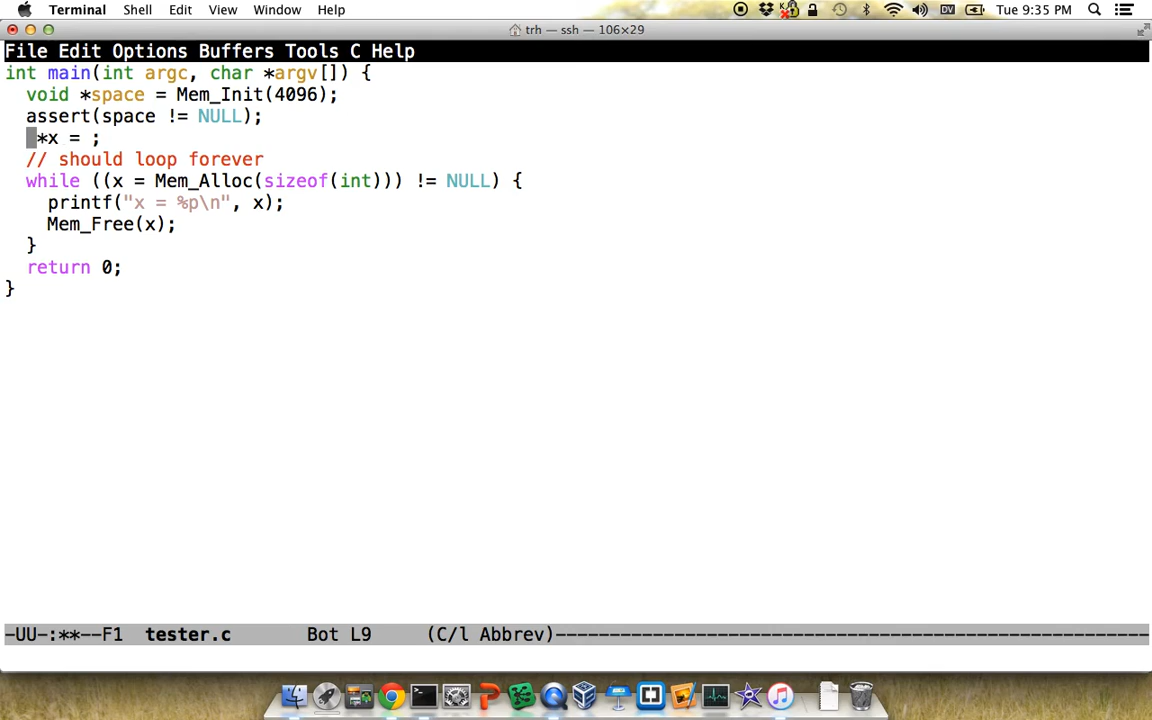 Terminal Shell Edit View Window Help Tue 9:35 PM
trh — ssh — 106×29
File Edit Options Buffers Tools C Help
int main(int argc, char *argv[]) {
  void *space = Mem_Init(4096);
  assert(space != NULL);
   *x = ;
  // should loop forever
  while ((x = Mem_Alloc(sizeof(int))) != NULL) {
    printf("x = %p\n", x);
    Mem_Free(x);
  }
  return 0;
}
-UU-:**--F1  tester.c       Bot L9     (C/l Abbrev)-------------------------------------------------------